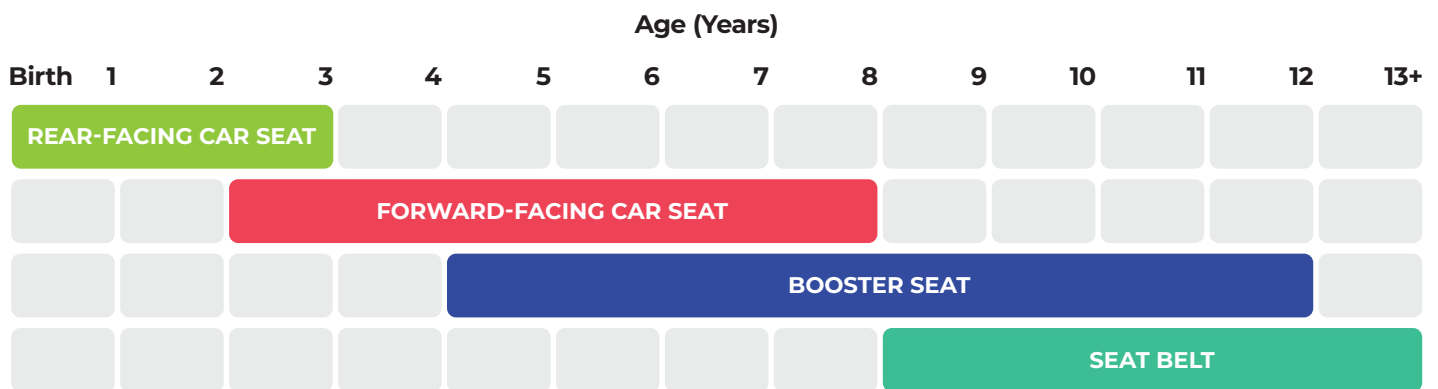 Age (Years)
Birth 1 2 3 4 5 6 7 8 9 10 11 12 13+
REAR-FACING CAR SEAT
FORWARD-FACING CAR SEAT
BOOSTER SEAT
SEAT BELT